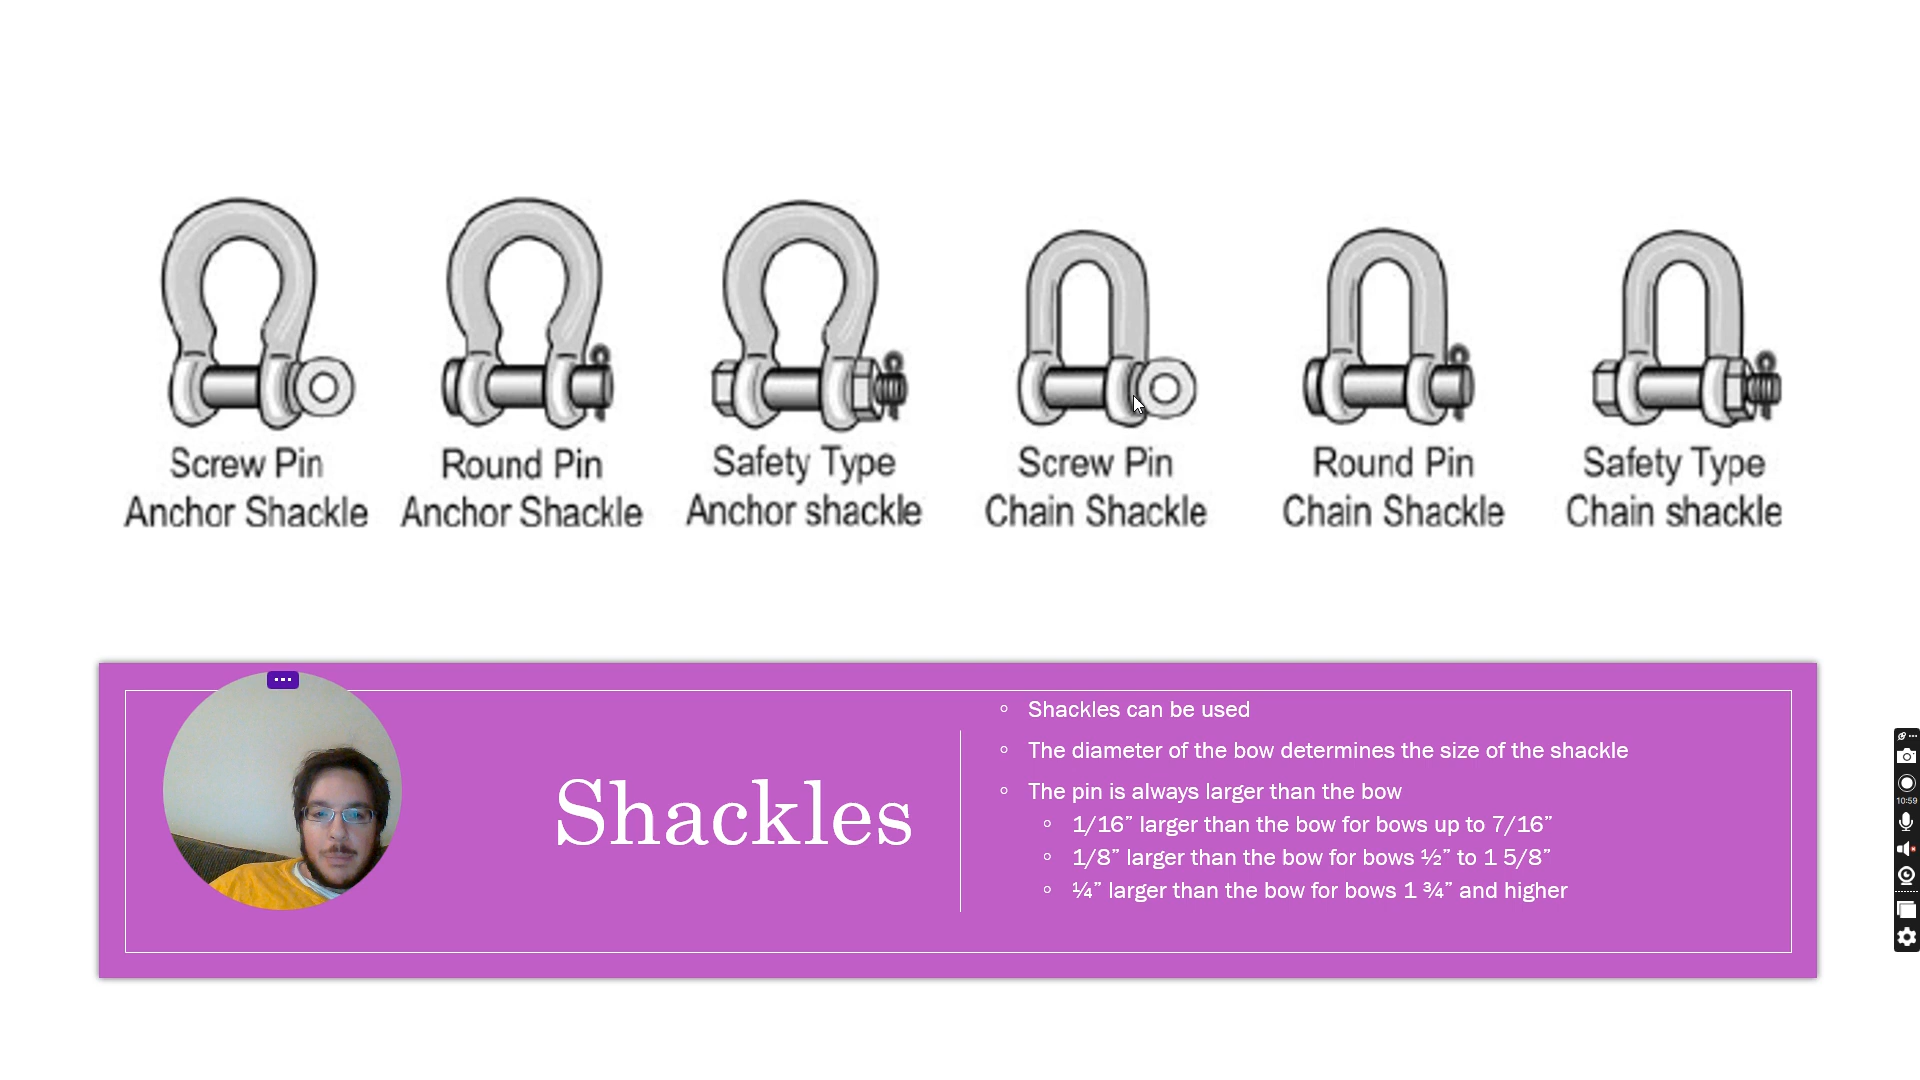 Screw Pin
Anchor Shackle
Round Pin
Anchor Shackle
Safety Type
Anchor shackle
Screw Pin
Chain Shackle
Round Pin
Chain Shackle
Safety Type
Chain shackle
Shackles
Shackles can be used
The diameter of the bow determines the size of the shackle
The pin is always larger than the bow
1/16” larger than the bow for bows up to 7/16”
1/8” larger than the bow for bows ½” to 1 5/8”
¼” larger than the bow for bows 1 ¾” and higher
10:59